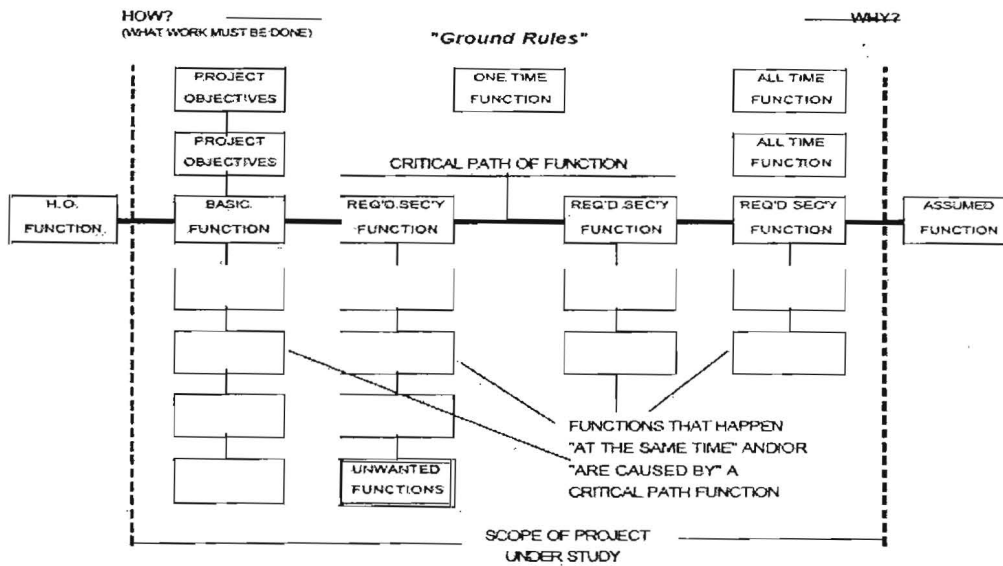 HOW?
(WHAT WORK MUST BE DONE)
WHY?
"Ground Rules"
PROJECT
OBJECTIVES
ONE TIME
FUNCTION
ALL TIME
FUNCTION
PROJECT
OBJECTIVES
ALL TIME
FUNCTION
CRITICAL PATH OF FUNCTION
H.O.
FUNCTION
BASIC
FUNCTION
REQ'D SEC'Y
FUNCTION
REQ'D SEC'Y
FUNCTION
REQ'D SEC'Y
FUNCTION
ASSUMED
FUNCTION
FUNCTIONS THAT HAPPEN
"AT THE SAME TIME" AND/OR
"ARE CAUSED BY" A
CRITICAL PATH FUNCTION
UNWANTED
FUNCTIONS
SCOPE OF PROJECT
UNDER STUDY